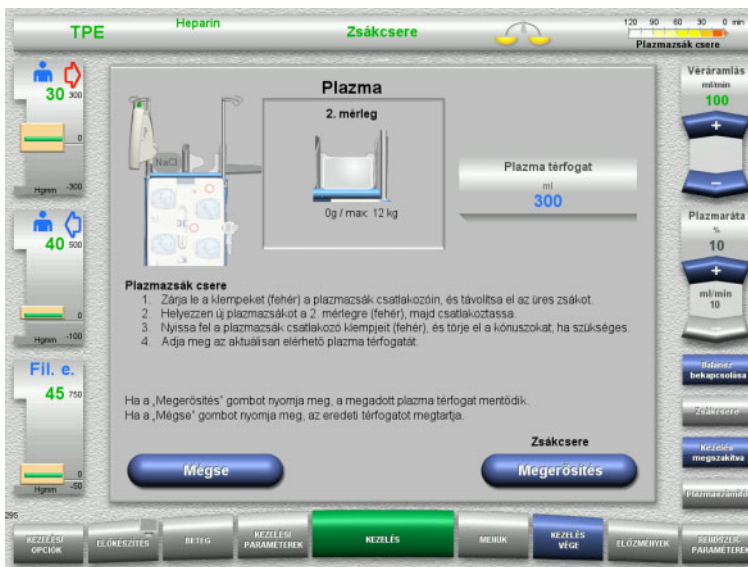 TPE
Heparin
Zsákcsere
120 90 60 30 0 min
Plazmazsák csere
30 300
0
Hgmm -300
40 500
0
Hgmm -100
Fil. e.
45 750
0
Hgmm -50
Plazma
2. mérleg
NaCl
0g / max: 12 kg
Plazma térfogat
ml
300
Plazmazsák csere
1. Zárja le a klempeket (fehér) a plazmazsák csatlakozóin, és távolítsa el az üres zsákot.
2. Helyezzen új plazmazsákot a 2. mérlegre (fehér), majd csatlakoztassa.
3. Nyissa fel a plazmazsák csatlakozó klempjeit (fehér), és törje el a kónuszokat, ha szükséges.
4. Adja meg az aktuálisan elérhető plazma térfogatát.
Ha a „Megerősítés" gombot nyomja meg, a megadott plazma térfogat mentődik.
Ha a „Mégse" gombot nyomja meg, az eredeti térfogatot megtartja.
Zsákcsere
Mégse
Megerősítés
Véráramlás
ml/min
100
+
−
Plazmaráta
%
10
+
ml/min
10
−
Balansz
bekapcsolása
Zsákcsere
Kezelés
megszakítva
Plazmaszámító
295
KEZELÉSI
OPCIÓK
ELŐKÉSZÍTÉS
BETEG
KEZELÉSI
PARAMÉTEREK
KEZELÉS
MENÜK
KEZELÉS
VÉGE
ELŐZMÉNYEK
RENDSZER-
PARAMÉTEREK